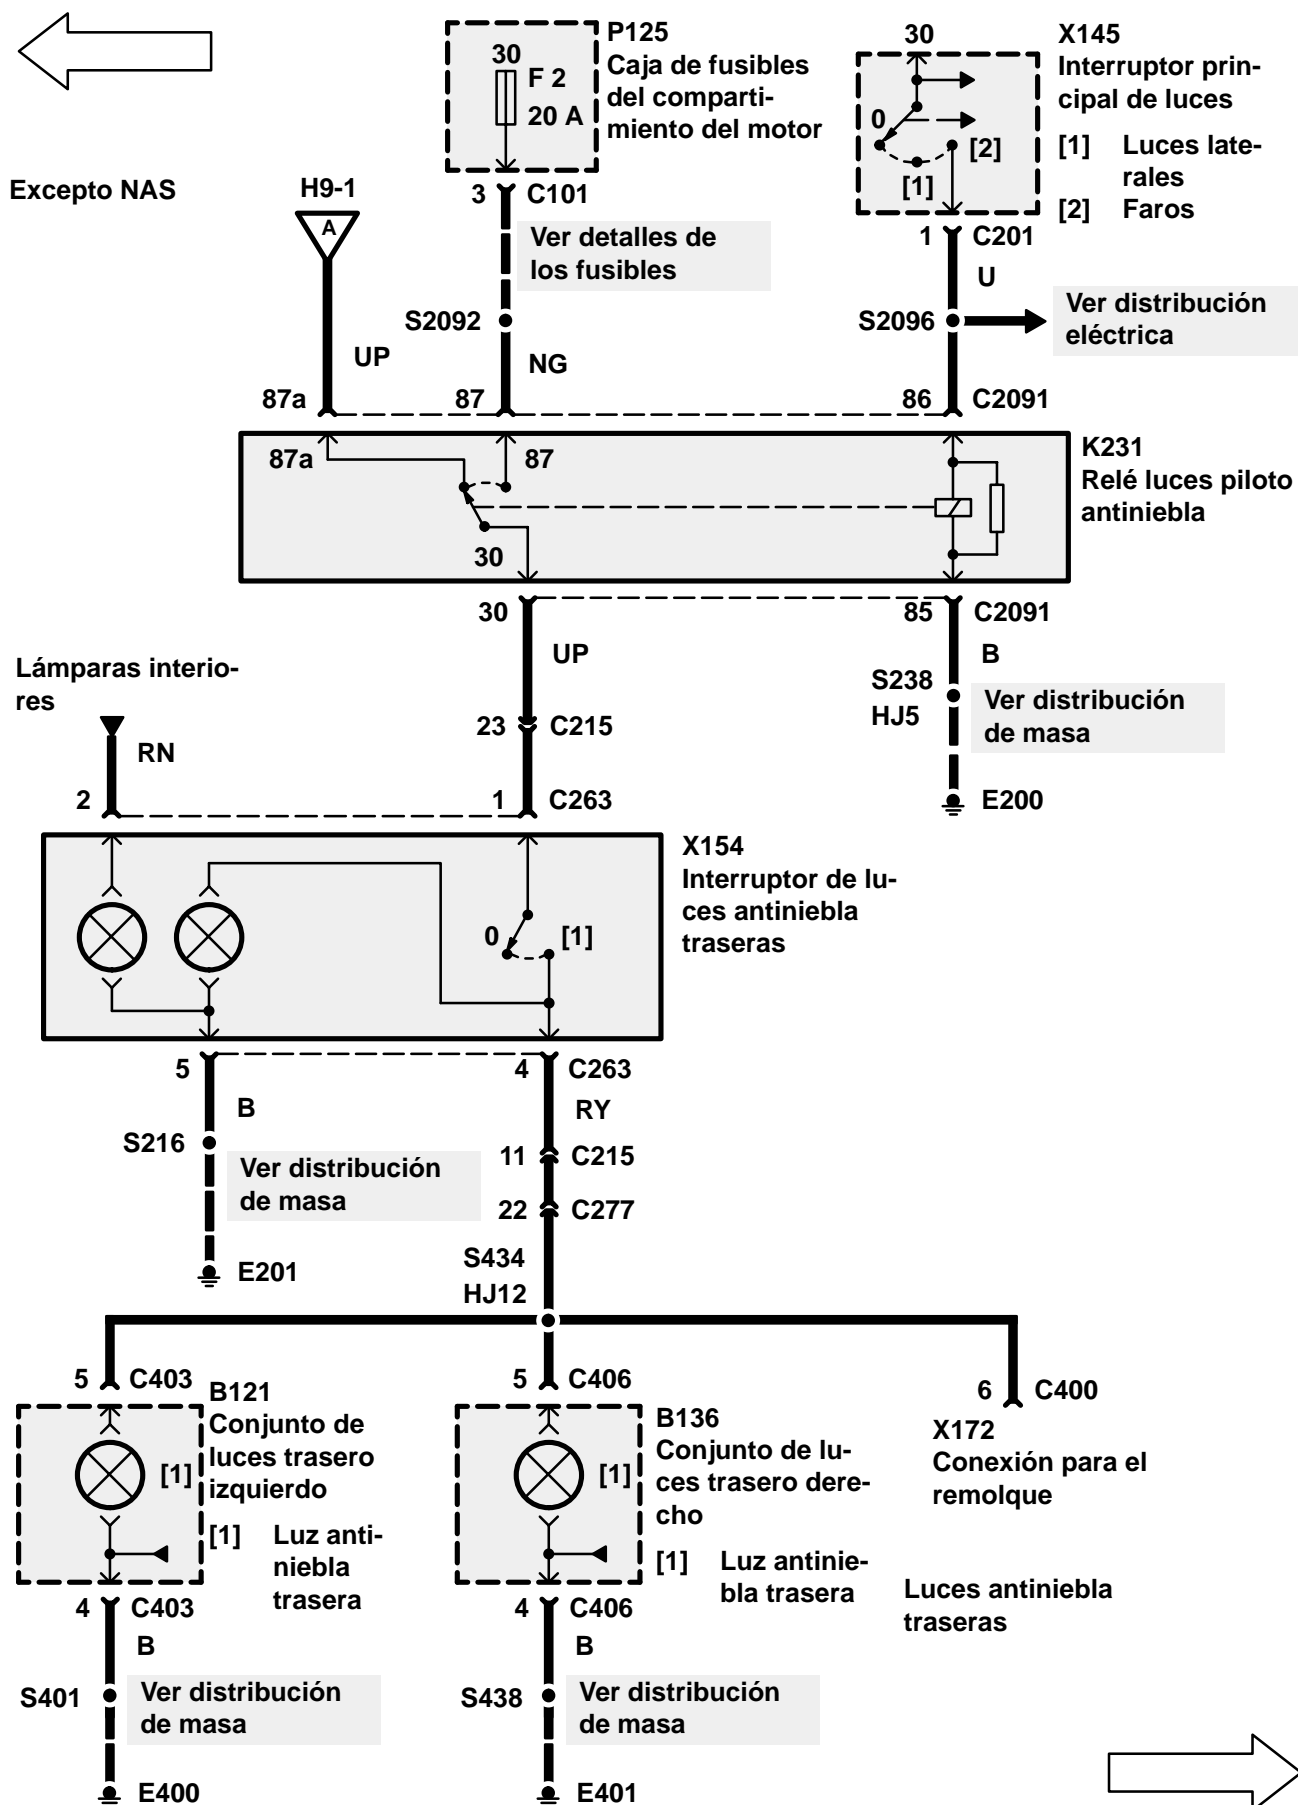 P125
Caja de fusibles
del comparti-
miento del motor
30
F 2
20 A
30
X145
Interruptor prin-
cipal de luces
0
[2]
[1]
[1] Luces late-
rales
[2] Faros
Excepto NAS
H9-1
A
3 C101
Ver detalles de
los fusibles
1 C201
U
S2092
S2096
Ver distribución
eléctrica
UP
NG
87a
87
86 C2091
87a
87
30
K231
Relé luces piloto
antiniebla
30
85 C2091
UP
B
S238
HJ5
Ver distribución
de masa
E200
Lámparas interio-
res
RN
23 C215
2
1 C263
X154
Interruptor de lu-
ces antiniebla
traseras
0
[1]
5
4 C263
B
RY
S216
Ver distribución
de masa
11 C215
22 C277
E201
S434
HJ12
5 C403
5 C406
6 C400
B121
Conjunto de
luces trasero
izquierdo
[1]
[1] Luz anti-
niebla
trasera
B136
Conjunto de lu-
ces trasero dere-
cho
[1]
[1] Luz antinie-
bla trasera
X172
Conexión para el
remolque
Luces antiniebla
traseras
4 C403
B
4 C406
B
S401
Ver distribución
de masa
S438
Ver distribución
de masa
E400
E401